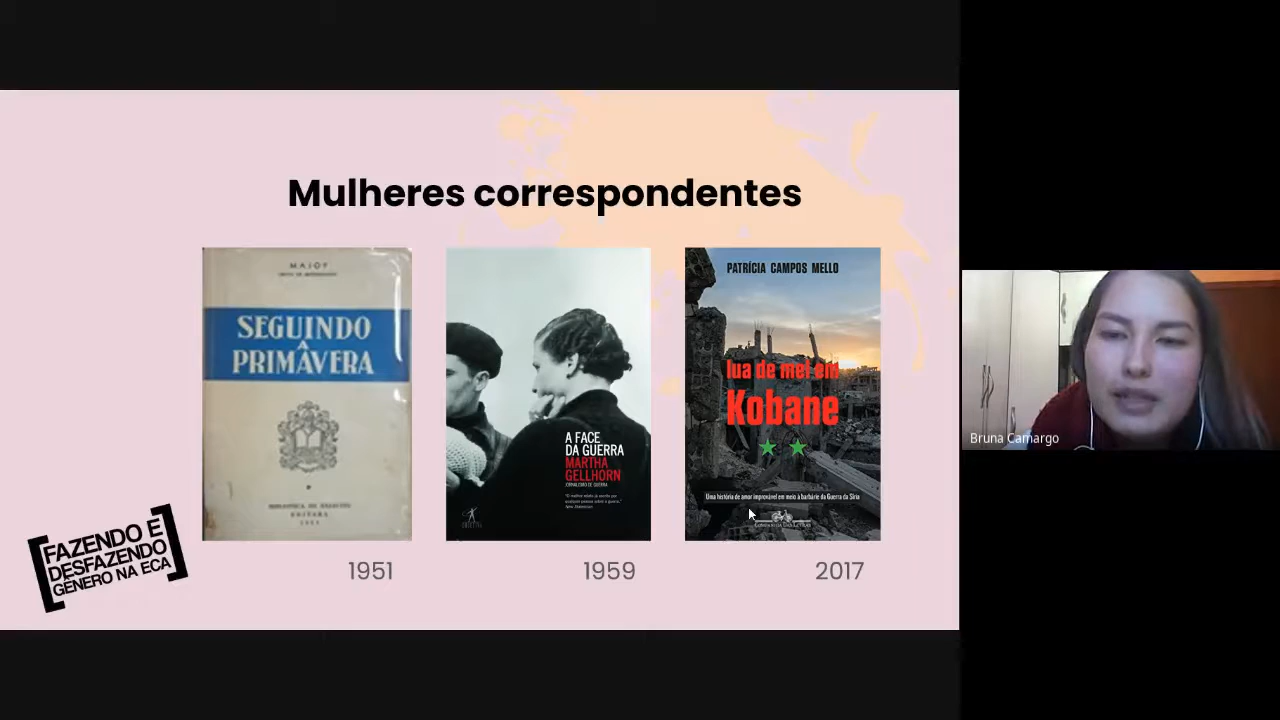 Mulheres correspondentes
SEGUINDO
A
PRIMAVERA
BIBLIOTECA DO EXÉRCITO
EDITORA
1951
A FACE
DA GUERRA
MARTHA
GELLHORN
PATRÍCIA CAMPOS MELLO
lua de mel em
Kobane
Uma história de amor improvável em meio à barbárie da Guerra da Síria
1951
1959
2017
[FAZENDO E
DESFAZENDO
GÊNERO NA ECA]
Bruna Camargo